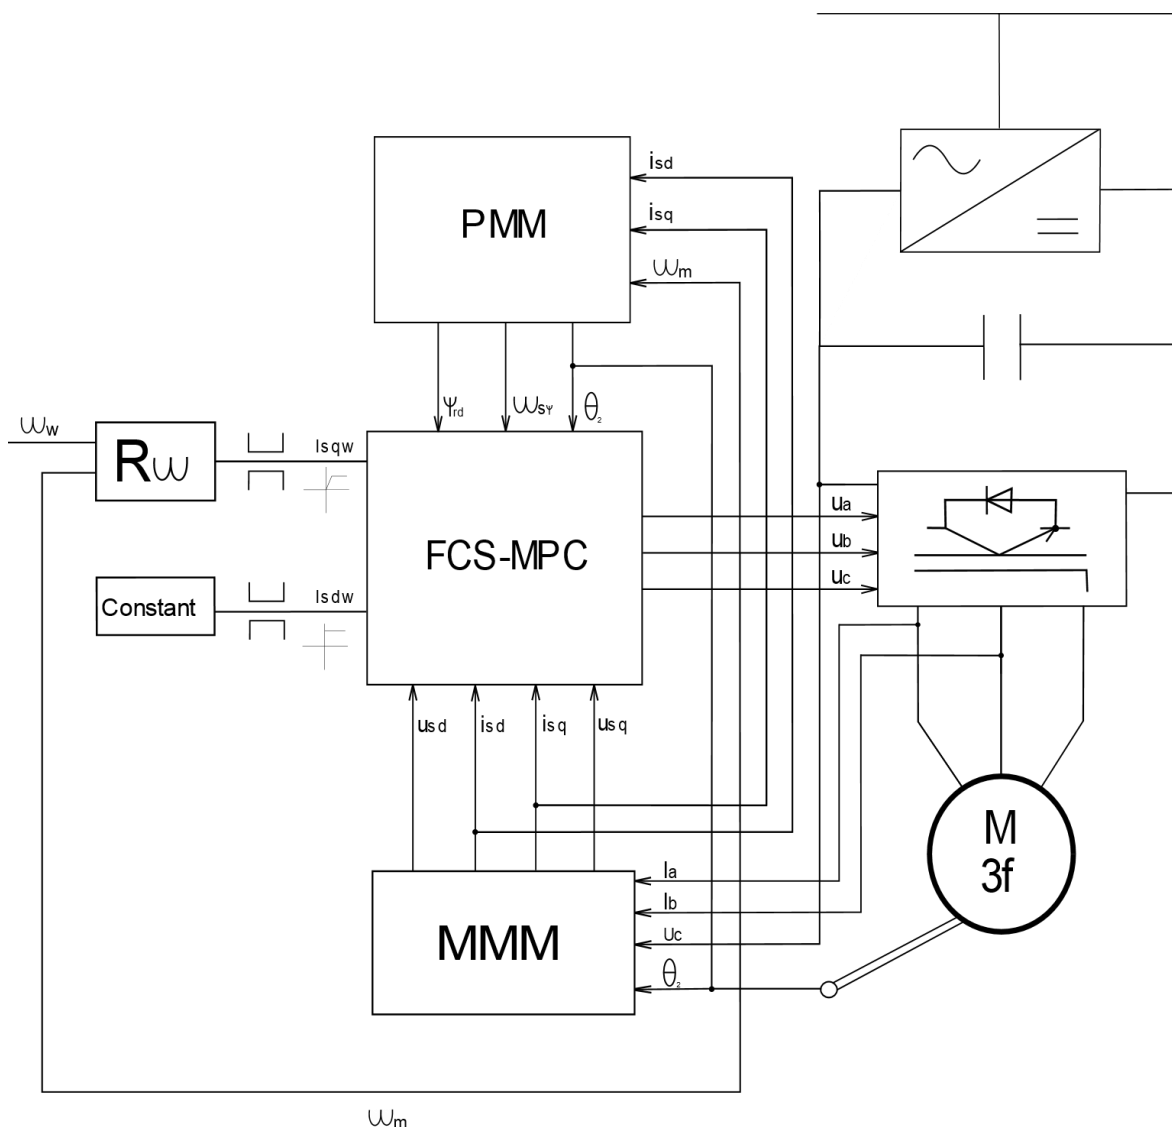 isd
isq
PMM
ωm
Ψrd
ωsΨ
θ2
ωw
Rω
Isqw
ua
FCS-MPC
ub
uc
Constant
Isdw
usd
isd
isq
usq
M
3f
Ia
Ib
MMM
Uc
θ2
ωm